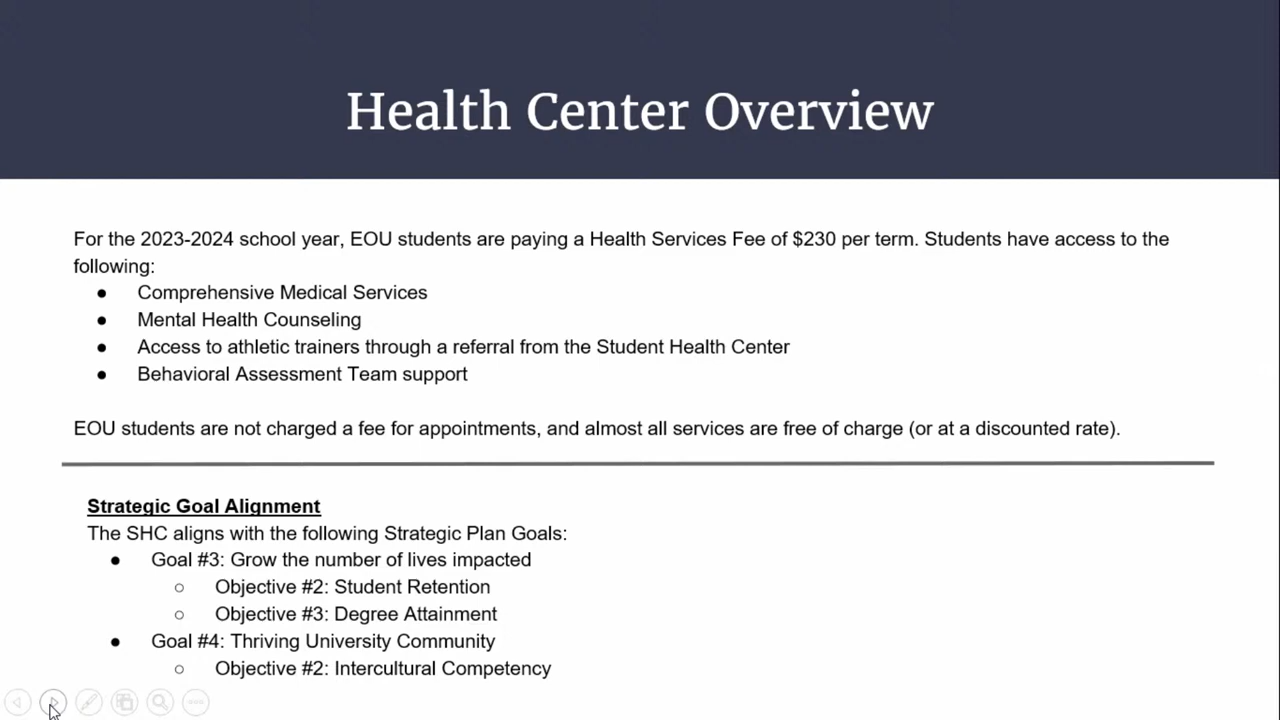 Health Center Overview
For the 2023-2024 school year, EOU students are paying a Health Services Fee of $230 per term. Students have access to the
following:
● Comprehensive Medical Services
● Mental Health Counseling
● Access to athletic trainers through a referral from the Student Health Center
● Behavioral Assessment Team support
EOU students are not charged a fee for appointments, and almost all services are free of charge (or at a discounted rate).
Strategic Goal Alignment
The SHC aligns with the following Strategic Plan Goals:
● Goal #3: Grow the number of lives impacted
○ Objective #2: Student Retention
○ Objective #3: Degree Attainment
● Goal #4: Thriving University Community
○ Objective #2: Intercultural Competency